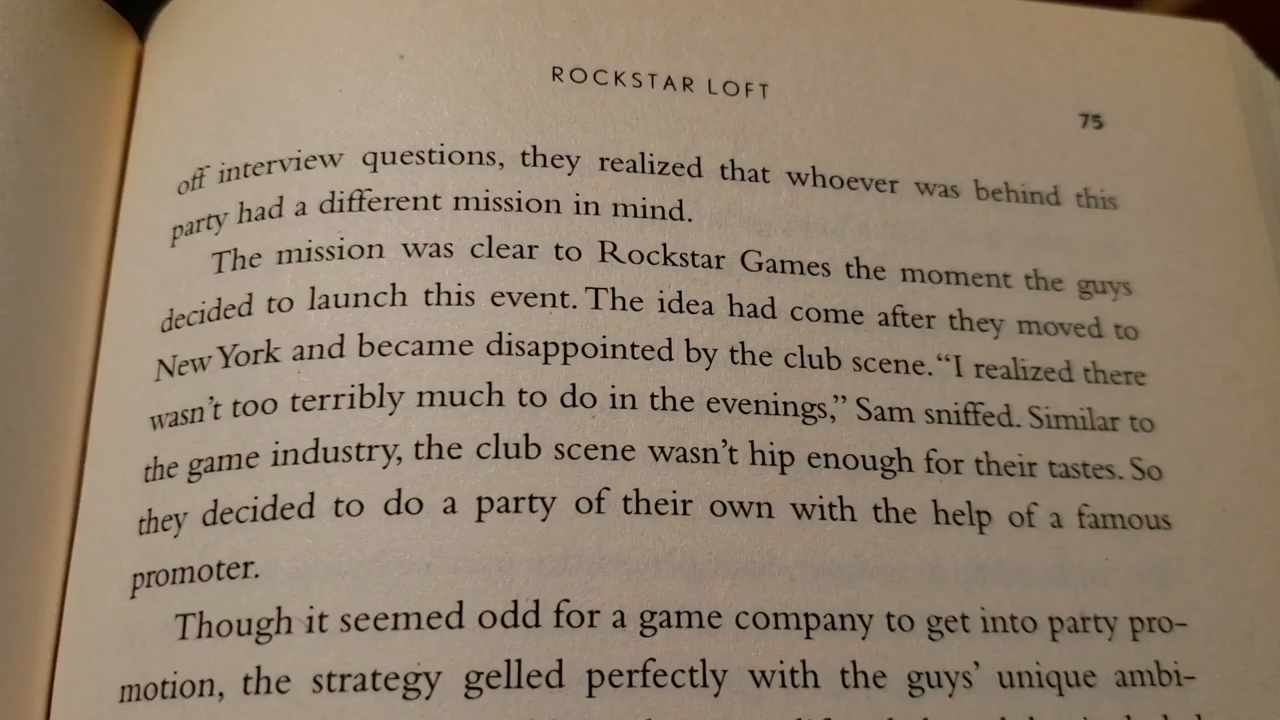 ROCKSTAR LOFT
75
off interview questions, they realized that whoever was behind this
party had a different mission in mind.
The mission was clear to Rockstar Games the moment the guys
decided to launch this event. The idea had come after they moved to
New York and became disappointed by the club scene. “I realized there
wasn’t too terribly much to do in the evenings,” Sam sniffed. Similar to
the game industry, the club scene wasn’t hip enough for their tastes. So
they decided to do a party of their own with the help of a famous
promoter.
Though it seemed odd for a game company to get into party pro-
motion, the strategy gelled perfectly with the guys’ unique ambi-